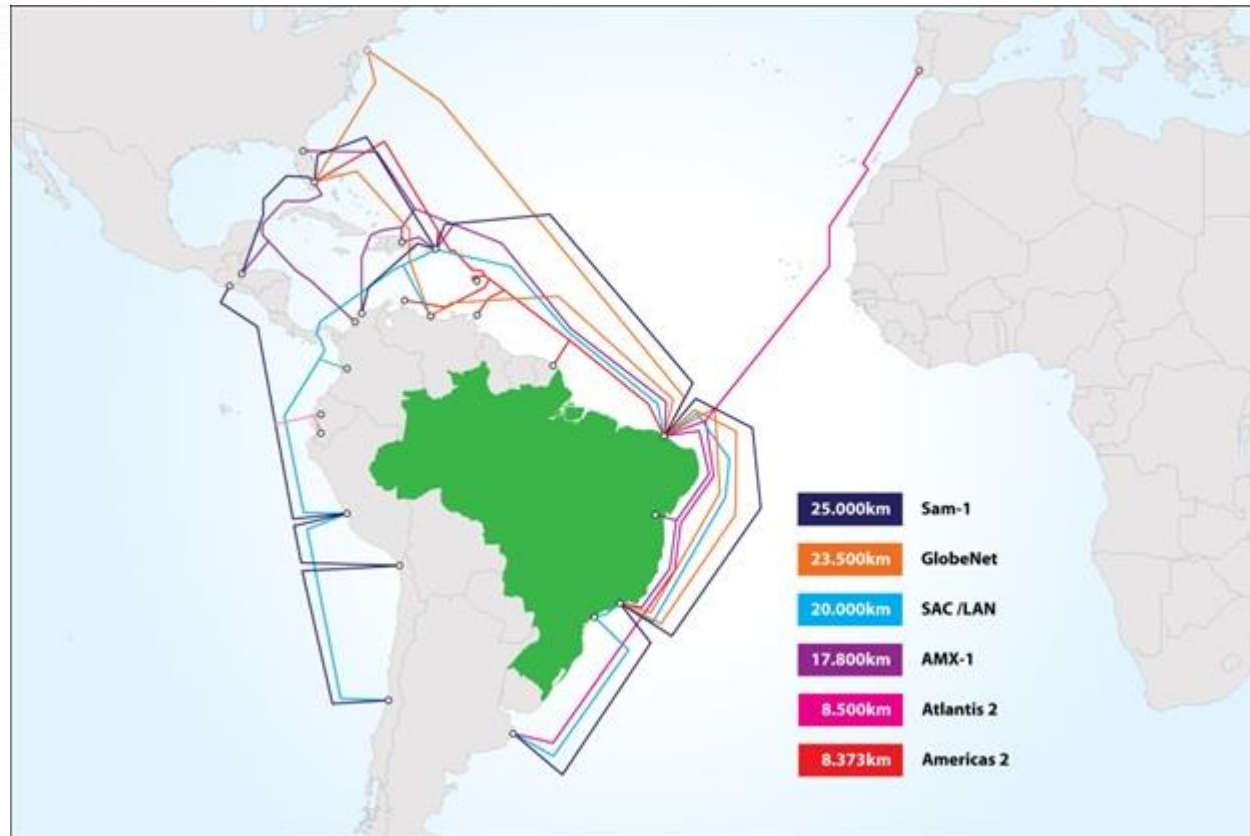 25.000km Sam-1
23.500km GlobeNet
20.000km SAC /LAN
17.800km AMX-1
8.500km Atlantis 2
8.373km Americas 2